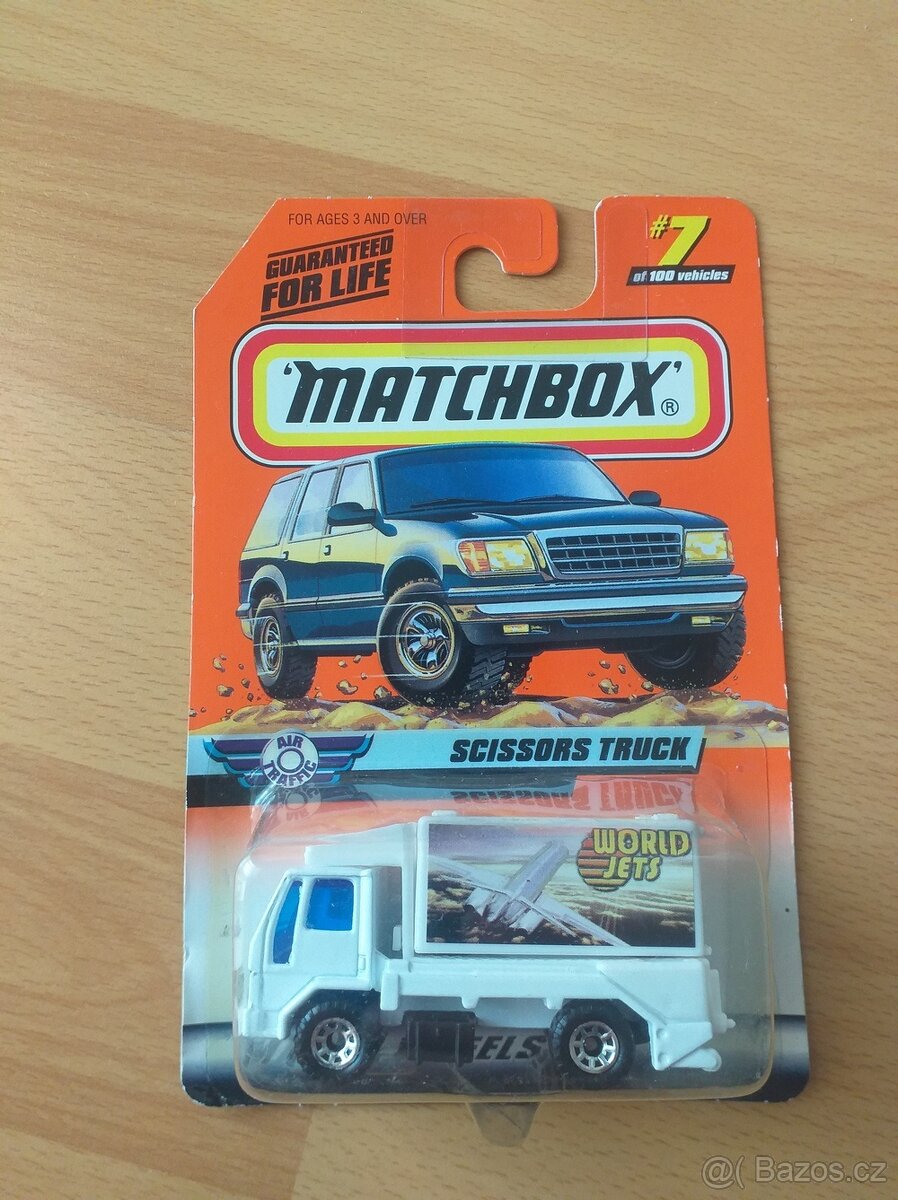 FOR AGES 3 AND OVER
GUARANTEED
FOR LIFE
#7
of 100 vehicles
'MATCHBOX'®
AIR
TRAFFIC
SCISSORS TRUCK
WORLD
JETS
@( Bazos.cz